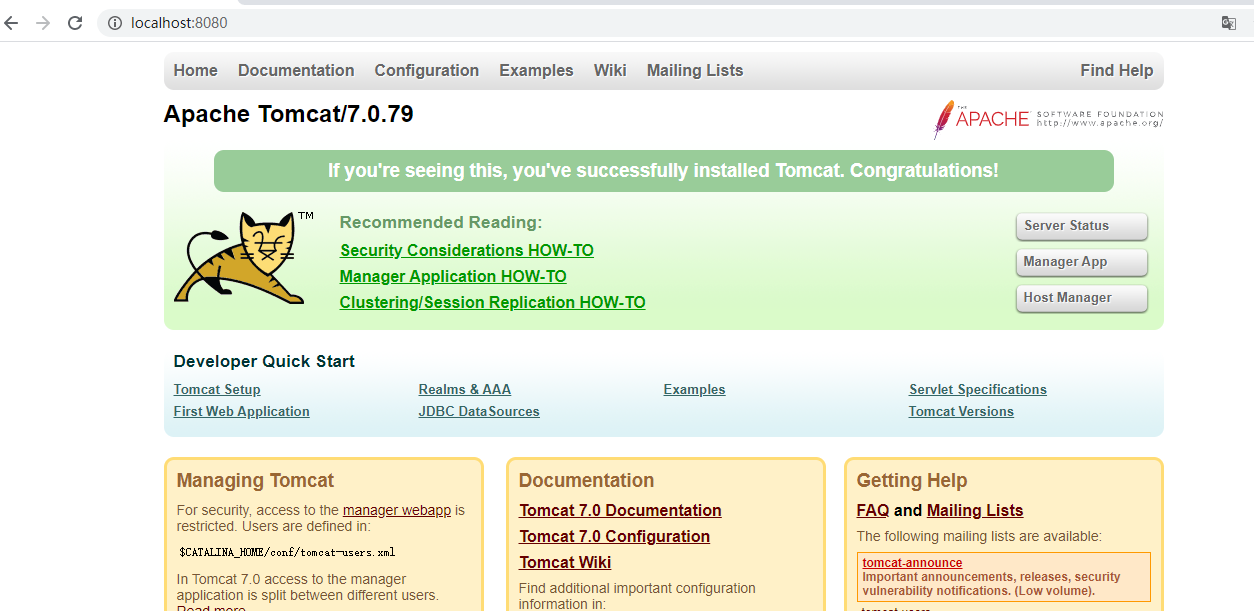 localhost:8080
Home Documentation Configuration Examples Wiki Mailing Lists Find Help
Apache Tomcat/7.0.79
THE
APACHE SOFTWARE FOUNDATION
http://www.apache.org/
If you're seeing this, you've successfully installed Tomcat. Congratulations!
TM
Recommended Reading:
Security Considerations HOW-TO
Manager Application HOW-TO
Clustering/Session Replication HOW-TO
Server Status
Manager App
Host Manager
Developer Quick Start
Tomcat Setup
First Web Application
Realms & AAA
JDBC DataSources
Examples
Servlet Specifications
Tomcat Versions
Managing Tomcat
For security, access to the manager webapp is
restricted. Users are defined in:
$CATALINA_HOME/conf/tomcat-users.xml
In Tomcat 7.0 access to the manager
application is split between different users.
Read more...
Documentation
Tomcat 7.0 Documentation
Tomcat 7.0 Configuration
Tomcat Wiki
Find additional important configuration
information in:
Getting Help
FAQ and Mailing Lists
The following mailing lists are available:
tomcat-announce
Important announcements, releases, security
vulnerability notifications. (Low volume).
tomcat-users